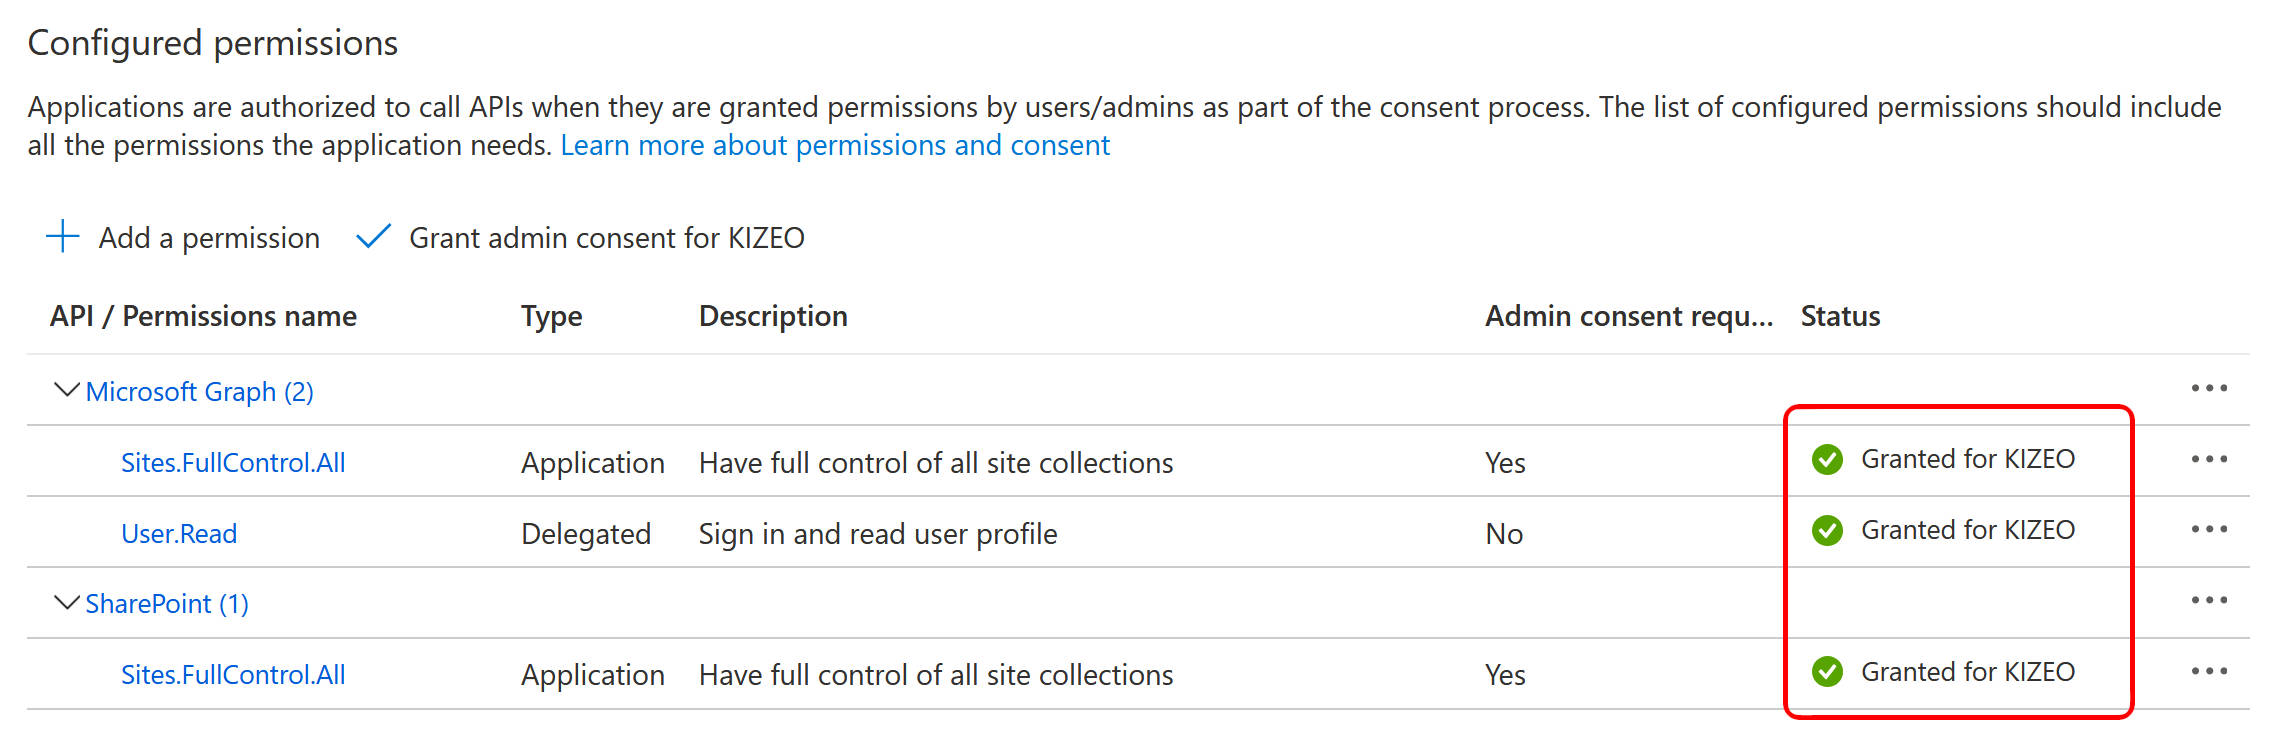 Configured permissions
Applications are authorized to call APIs when they are granted permissions by users/admins as part of the consent process. The list of configured permissions should include
all the permissions the application needs. Learn more about permissions and consent
Add a permission Grant admin consent for KIZEO
API / Permissions name Type Description Admin consent requ... Status
Microsoft Graph (2)
Sites.FullControl.All Application Have full control of all site collections Yes Granted for KIZEO
User.Read Delegated Sign in and read user profile No Granted for KIZEO
SharePoint (1)
Sites.FullControl.All Application Have full control of all site collections Yes Granted for KIZEO